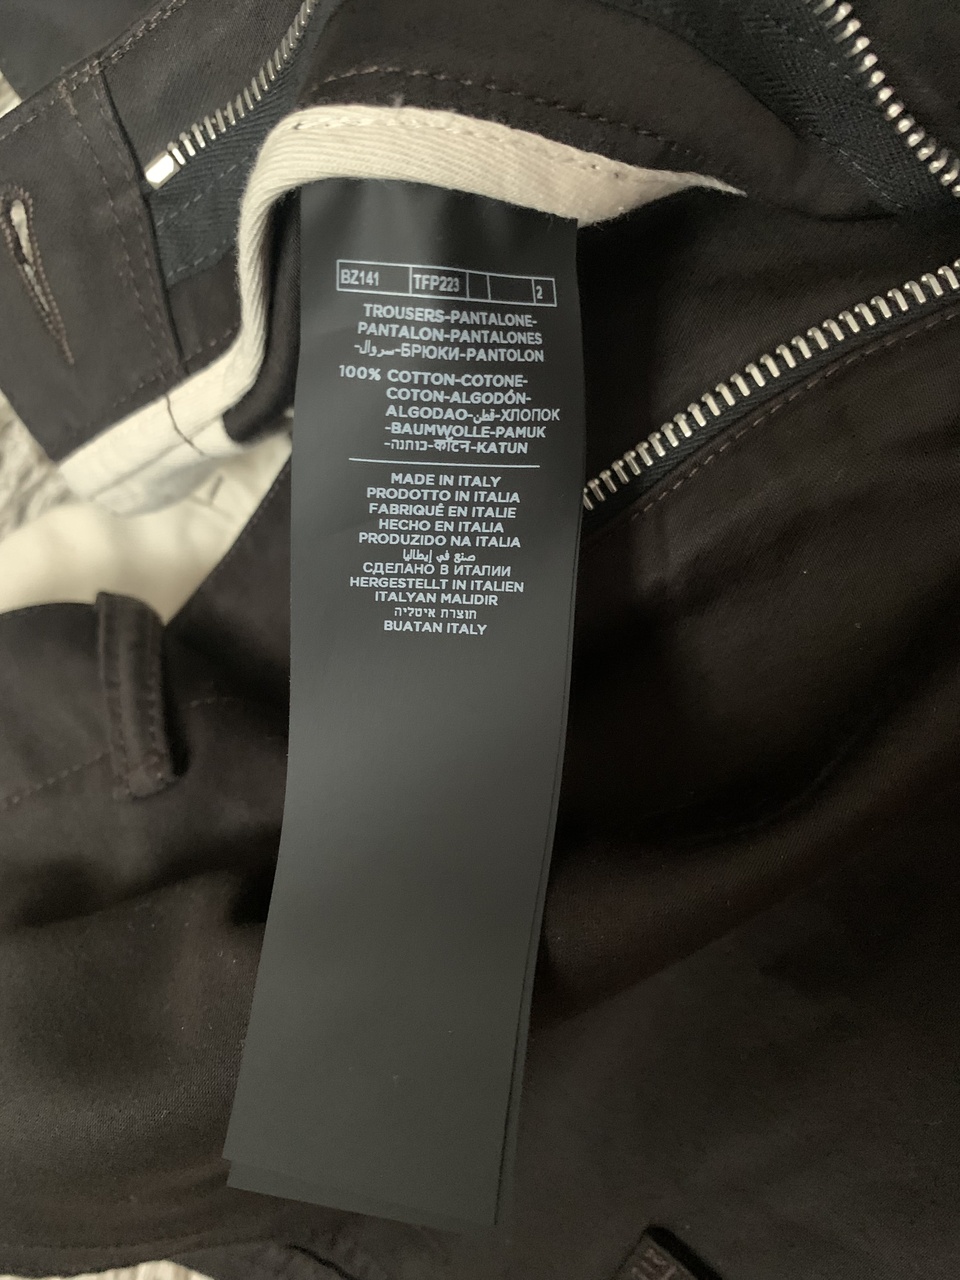 BZ141 TFP223 2
TROUSERS-PANTALONE-
PANTALON-PANTALONES
-سروال-БРЮКИ-PANTOLON
100% COTTON-COTONE-
COTON-ALGODÓN-
ALGODAO-قطن-ХЛОПОК
-BAUMWOLLE-PAMUK
-כותנה-कॉटन-KATUN
MADE IN ITALY
PRODOTTO IN ITALIA
FABRIQUÉ EN ITALIE
HECHO EN ITALIA
PRODUZIDO NA ITALIA
صنع في إيطاليا
СДЕЛАНО В ИТАЛИИ
HERGESTELLT IN ITALIEN
ITALYAN MALIDIR
תוצרת איטליה
BUATAN ITALY